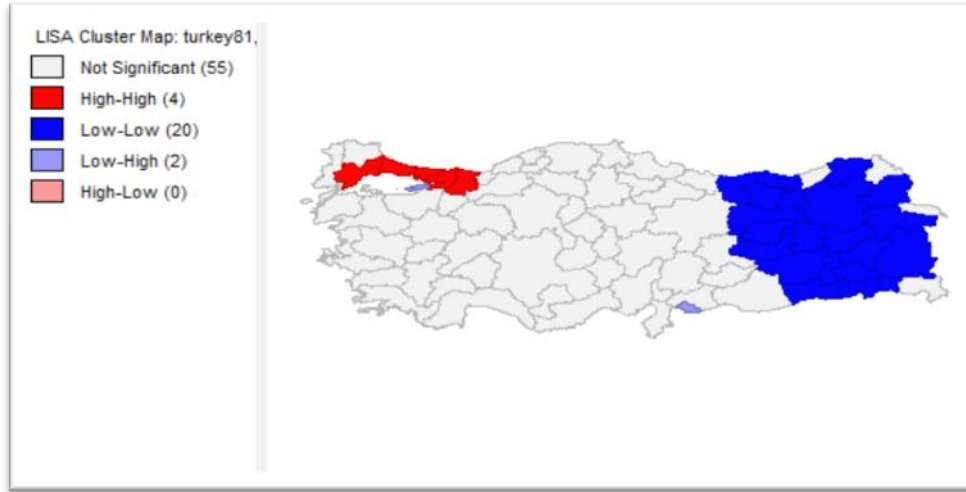 LISA Cluster Map: turkey81,
Not Significant (55)
High-High (4)
Low-Low (20)
Low-High (2)
High-Low (0)